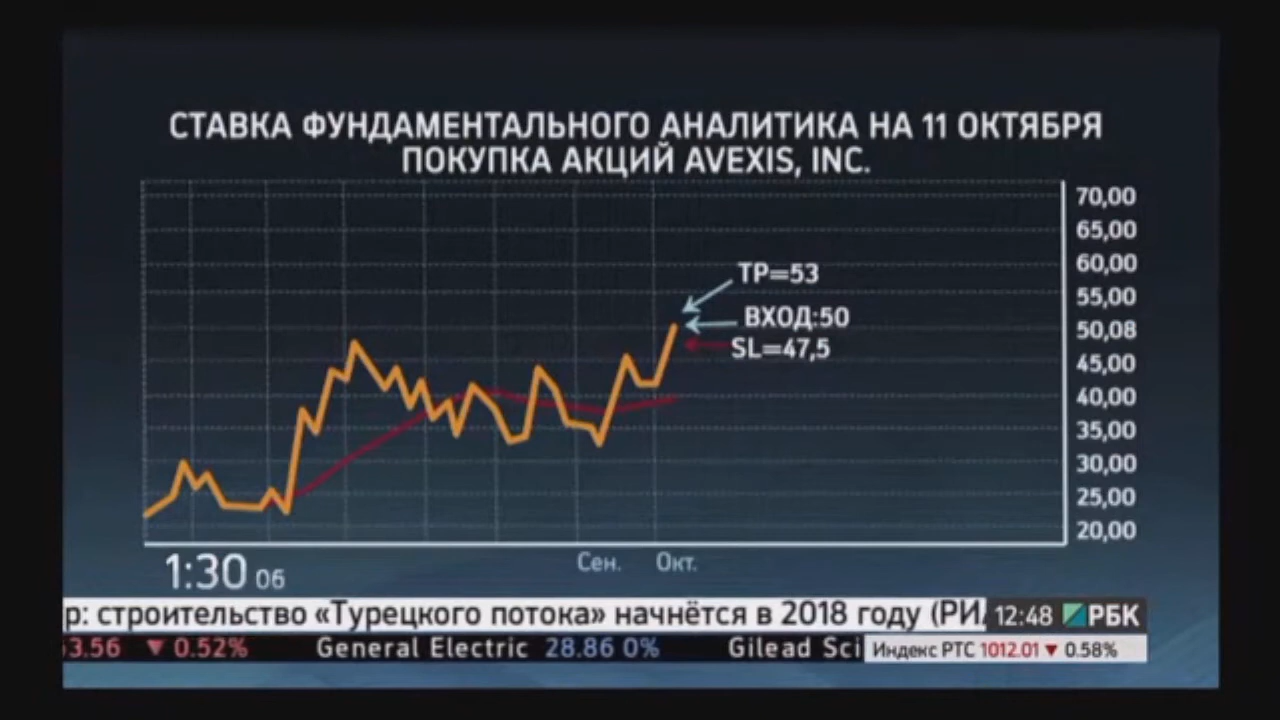 СТАВКА ФУНДАМЕНТАЛЬНОГО АНАЛИТИКА НА 11 ОКТЯБРЯ
ПОКУПКА АКЦИЙ AVEXIS, INC.
70,00
65,00
60,00
TP=53
55,00
ВХОД:50
50,08
SL=47,5
45,00
40,00
35,00
30,00
25,00
20,00
Сен. Окт.
1:30 06
р: строительство «Турецкого потока» начнётся в 2018 году (РИА 12:48 РБК
3.56 ▼ 0.52% General Electric 28.86 0% Gilead Sci Индекс РТС 1012.01 ▼ 0.58%